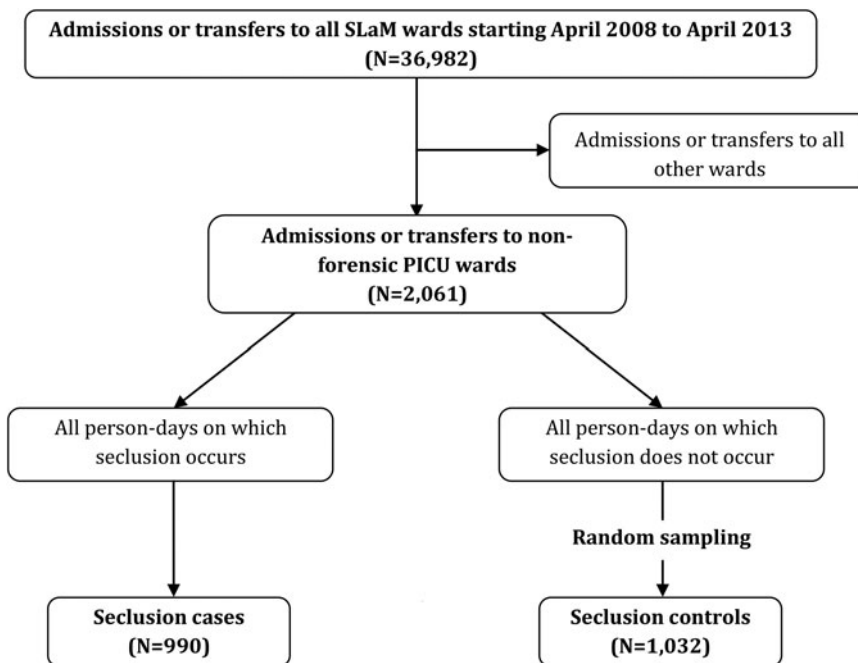 Admissions or transfers to all SLaM wards starting April 2008 to April 2013
(N=36,982)
Admissions or transfers to all
other wards
Admissions or transfers to non-
forensic PICU wards
(N=2,061)
All person-days on which
seclusion occurs
All person-days on which
seclusion does not occur
Random sampling
Seclusion cases
(N=990)
Seclusion controls
(N=1,032)